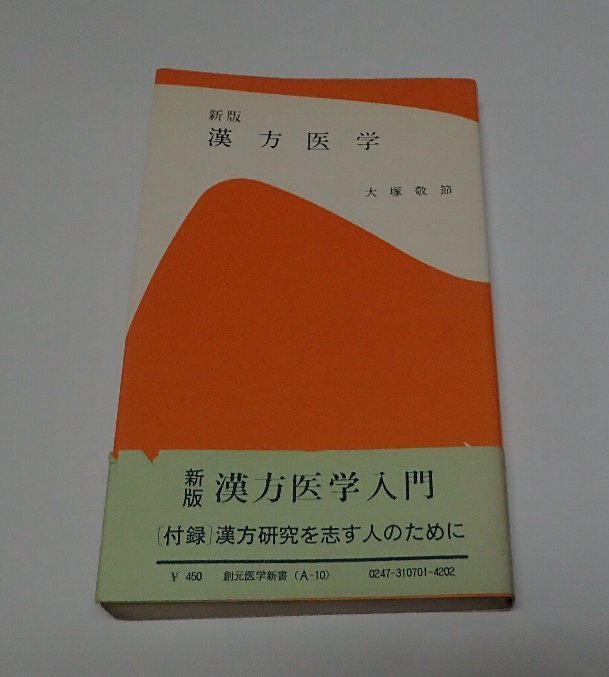 新版
漢方医学
大塚敬節
新版 漢方医学入門
[付録]漢方研究を志す人のために
¥ 450 創元医学新書 (A-10) 0247-310701-4202